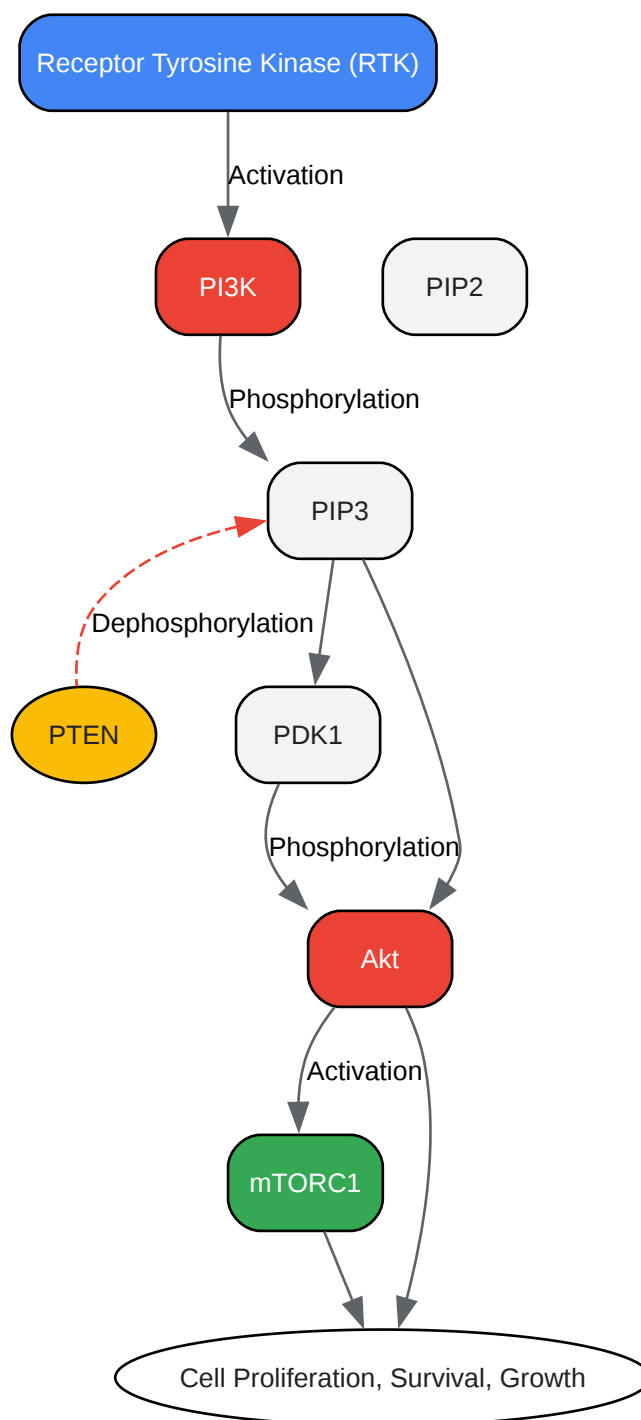 Receptor Tyrosine Kinase (RTK)
Activation
PI3K
PIP2
Phosphorylation
PIP3
Dephosphorylation
PTEN
PDK1
Phosphorylation
Akt
Activation
mTORC1
Cell Proliferation, Survival, Growth